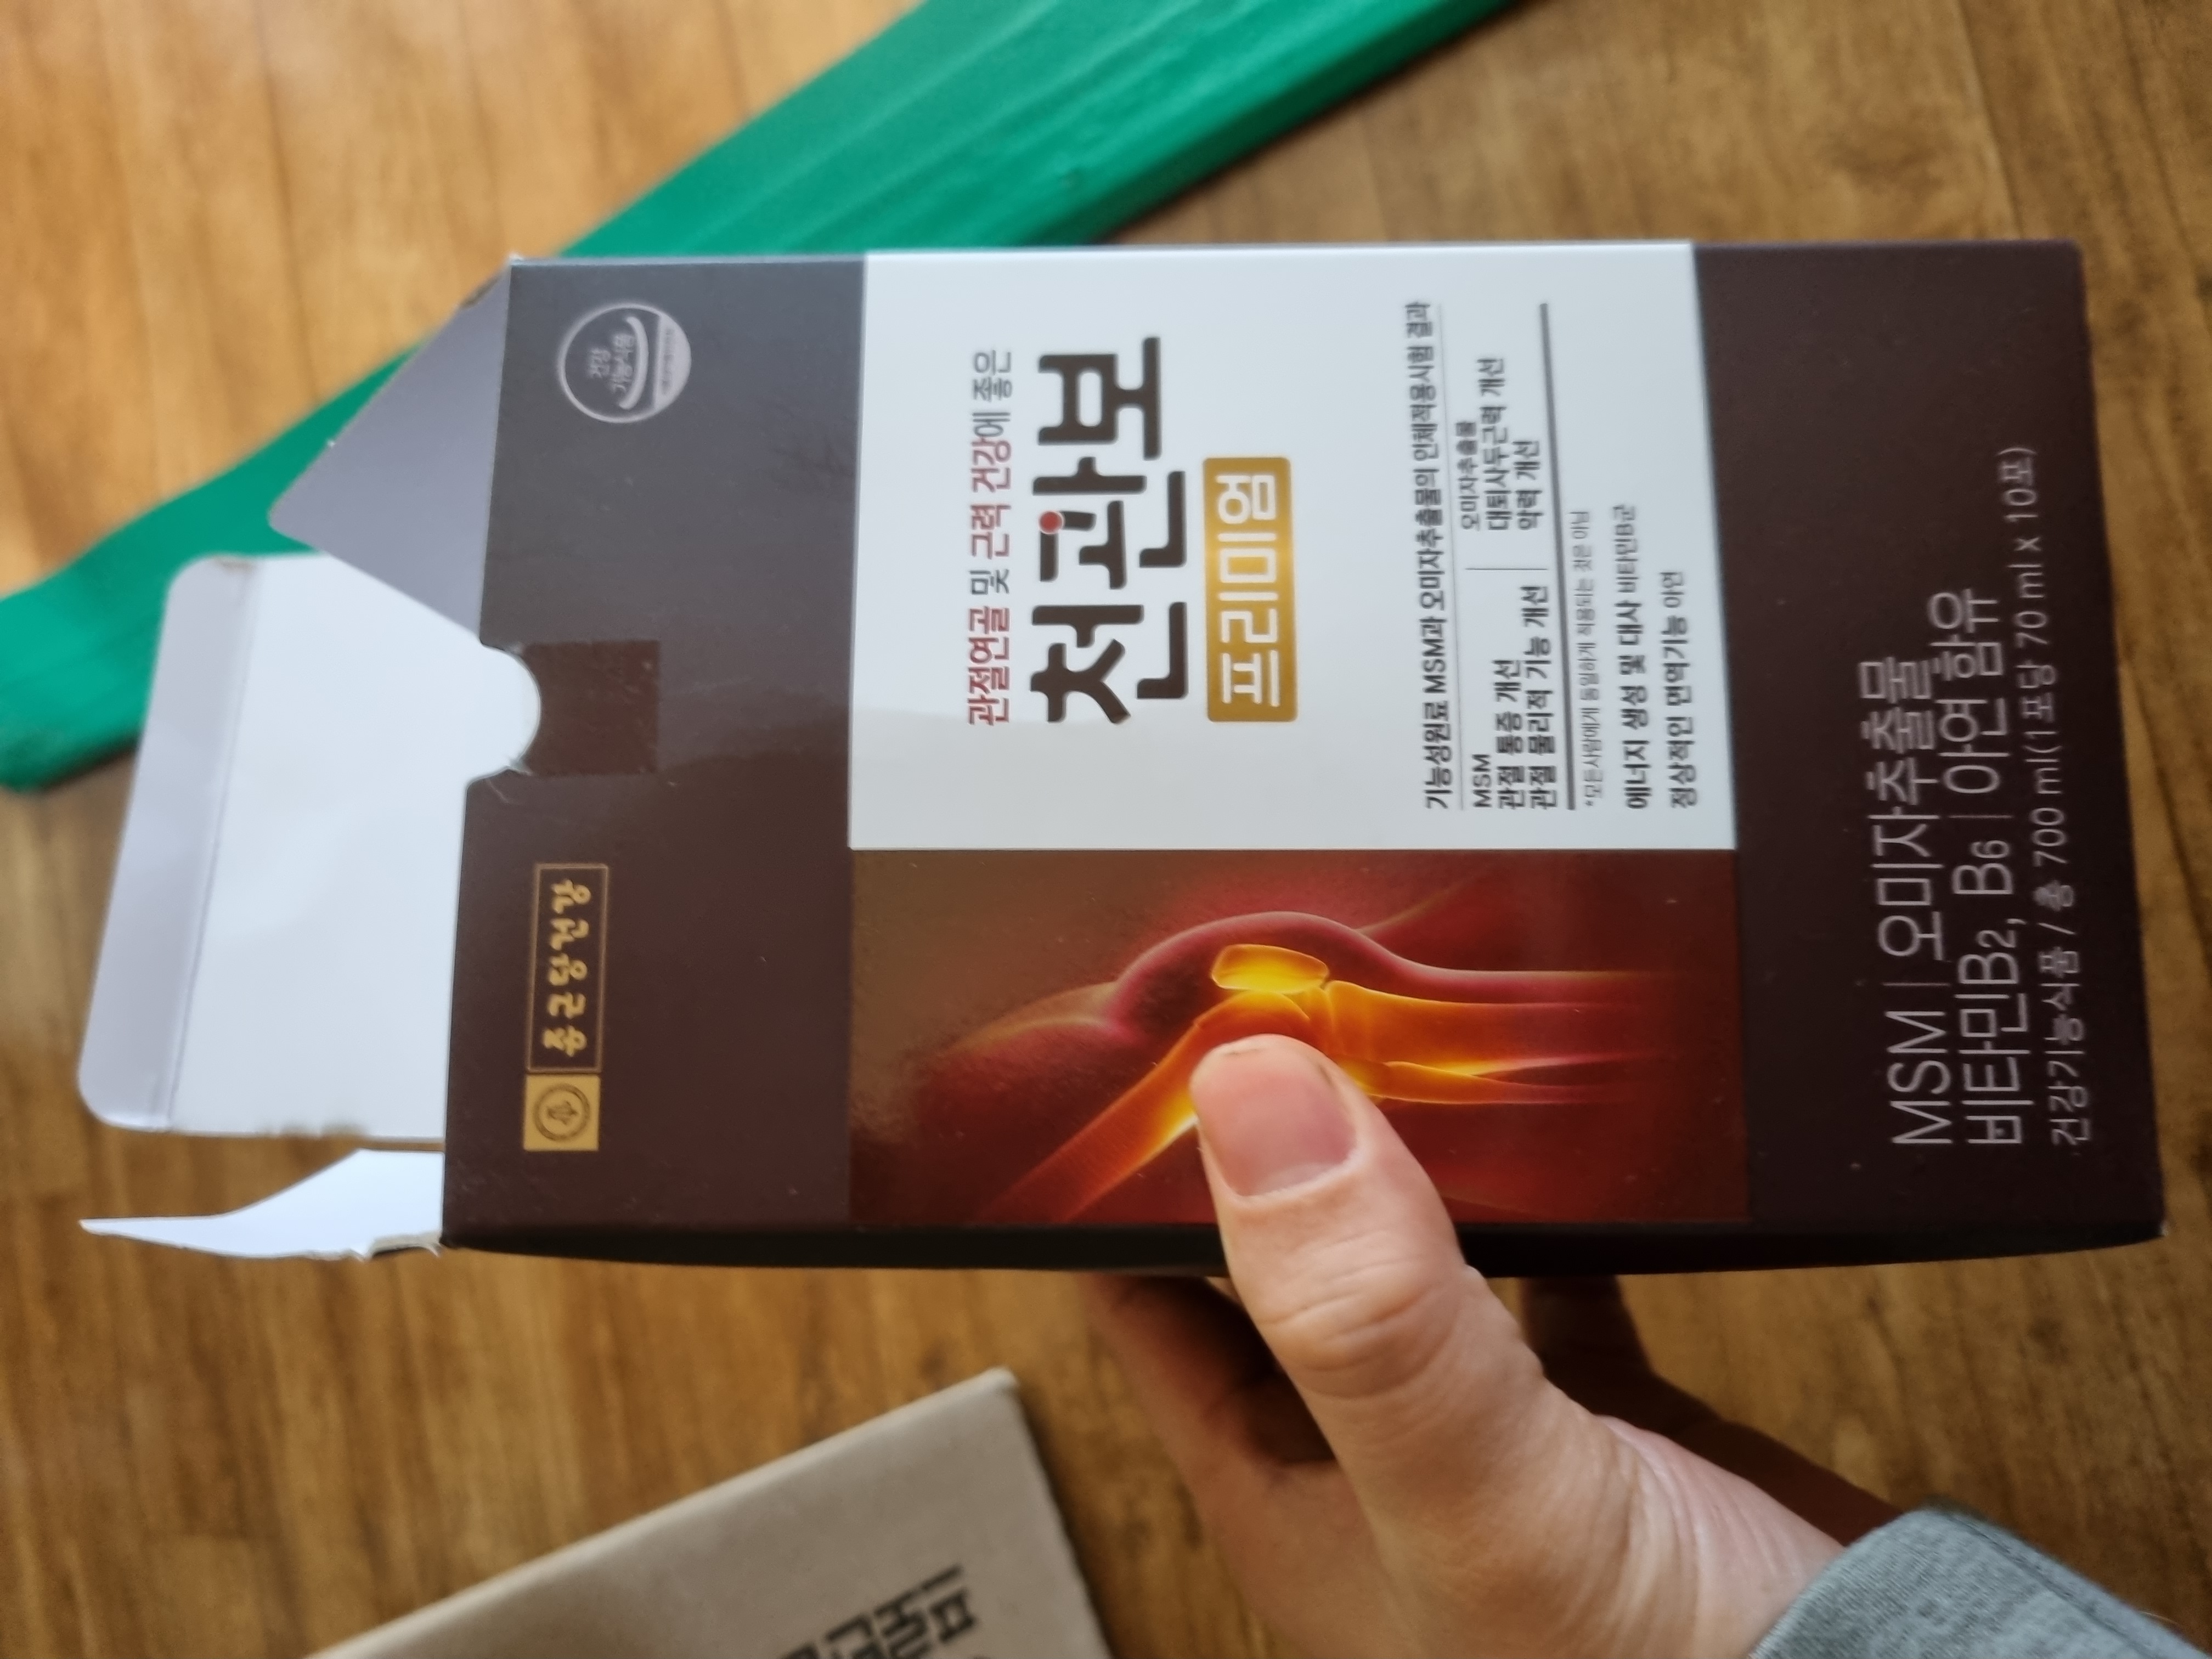 종근당건강
건강
기능식품
관절연골 및 근력 건강에 좋은
천관보
프리미엄
기능성원료 MSM과 오미자추출물의 인체적용시험 결과
MSM
관절 통증 개선
관절 물리적 기능 개선
오미자추출물
대퇴사두근력 개선
악력 개선
*모든사람에게 동일하게 적용되는 것은 아님
에너지 생성 및 대사 비타민B군
정상적인 면역기능 아연
MSM | 오미자추출물
비타민B2, B6 | 아연 함유
건강기능식품 / 총 700 ml(1포당 70 ml x 10포)